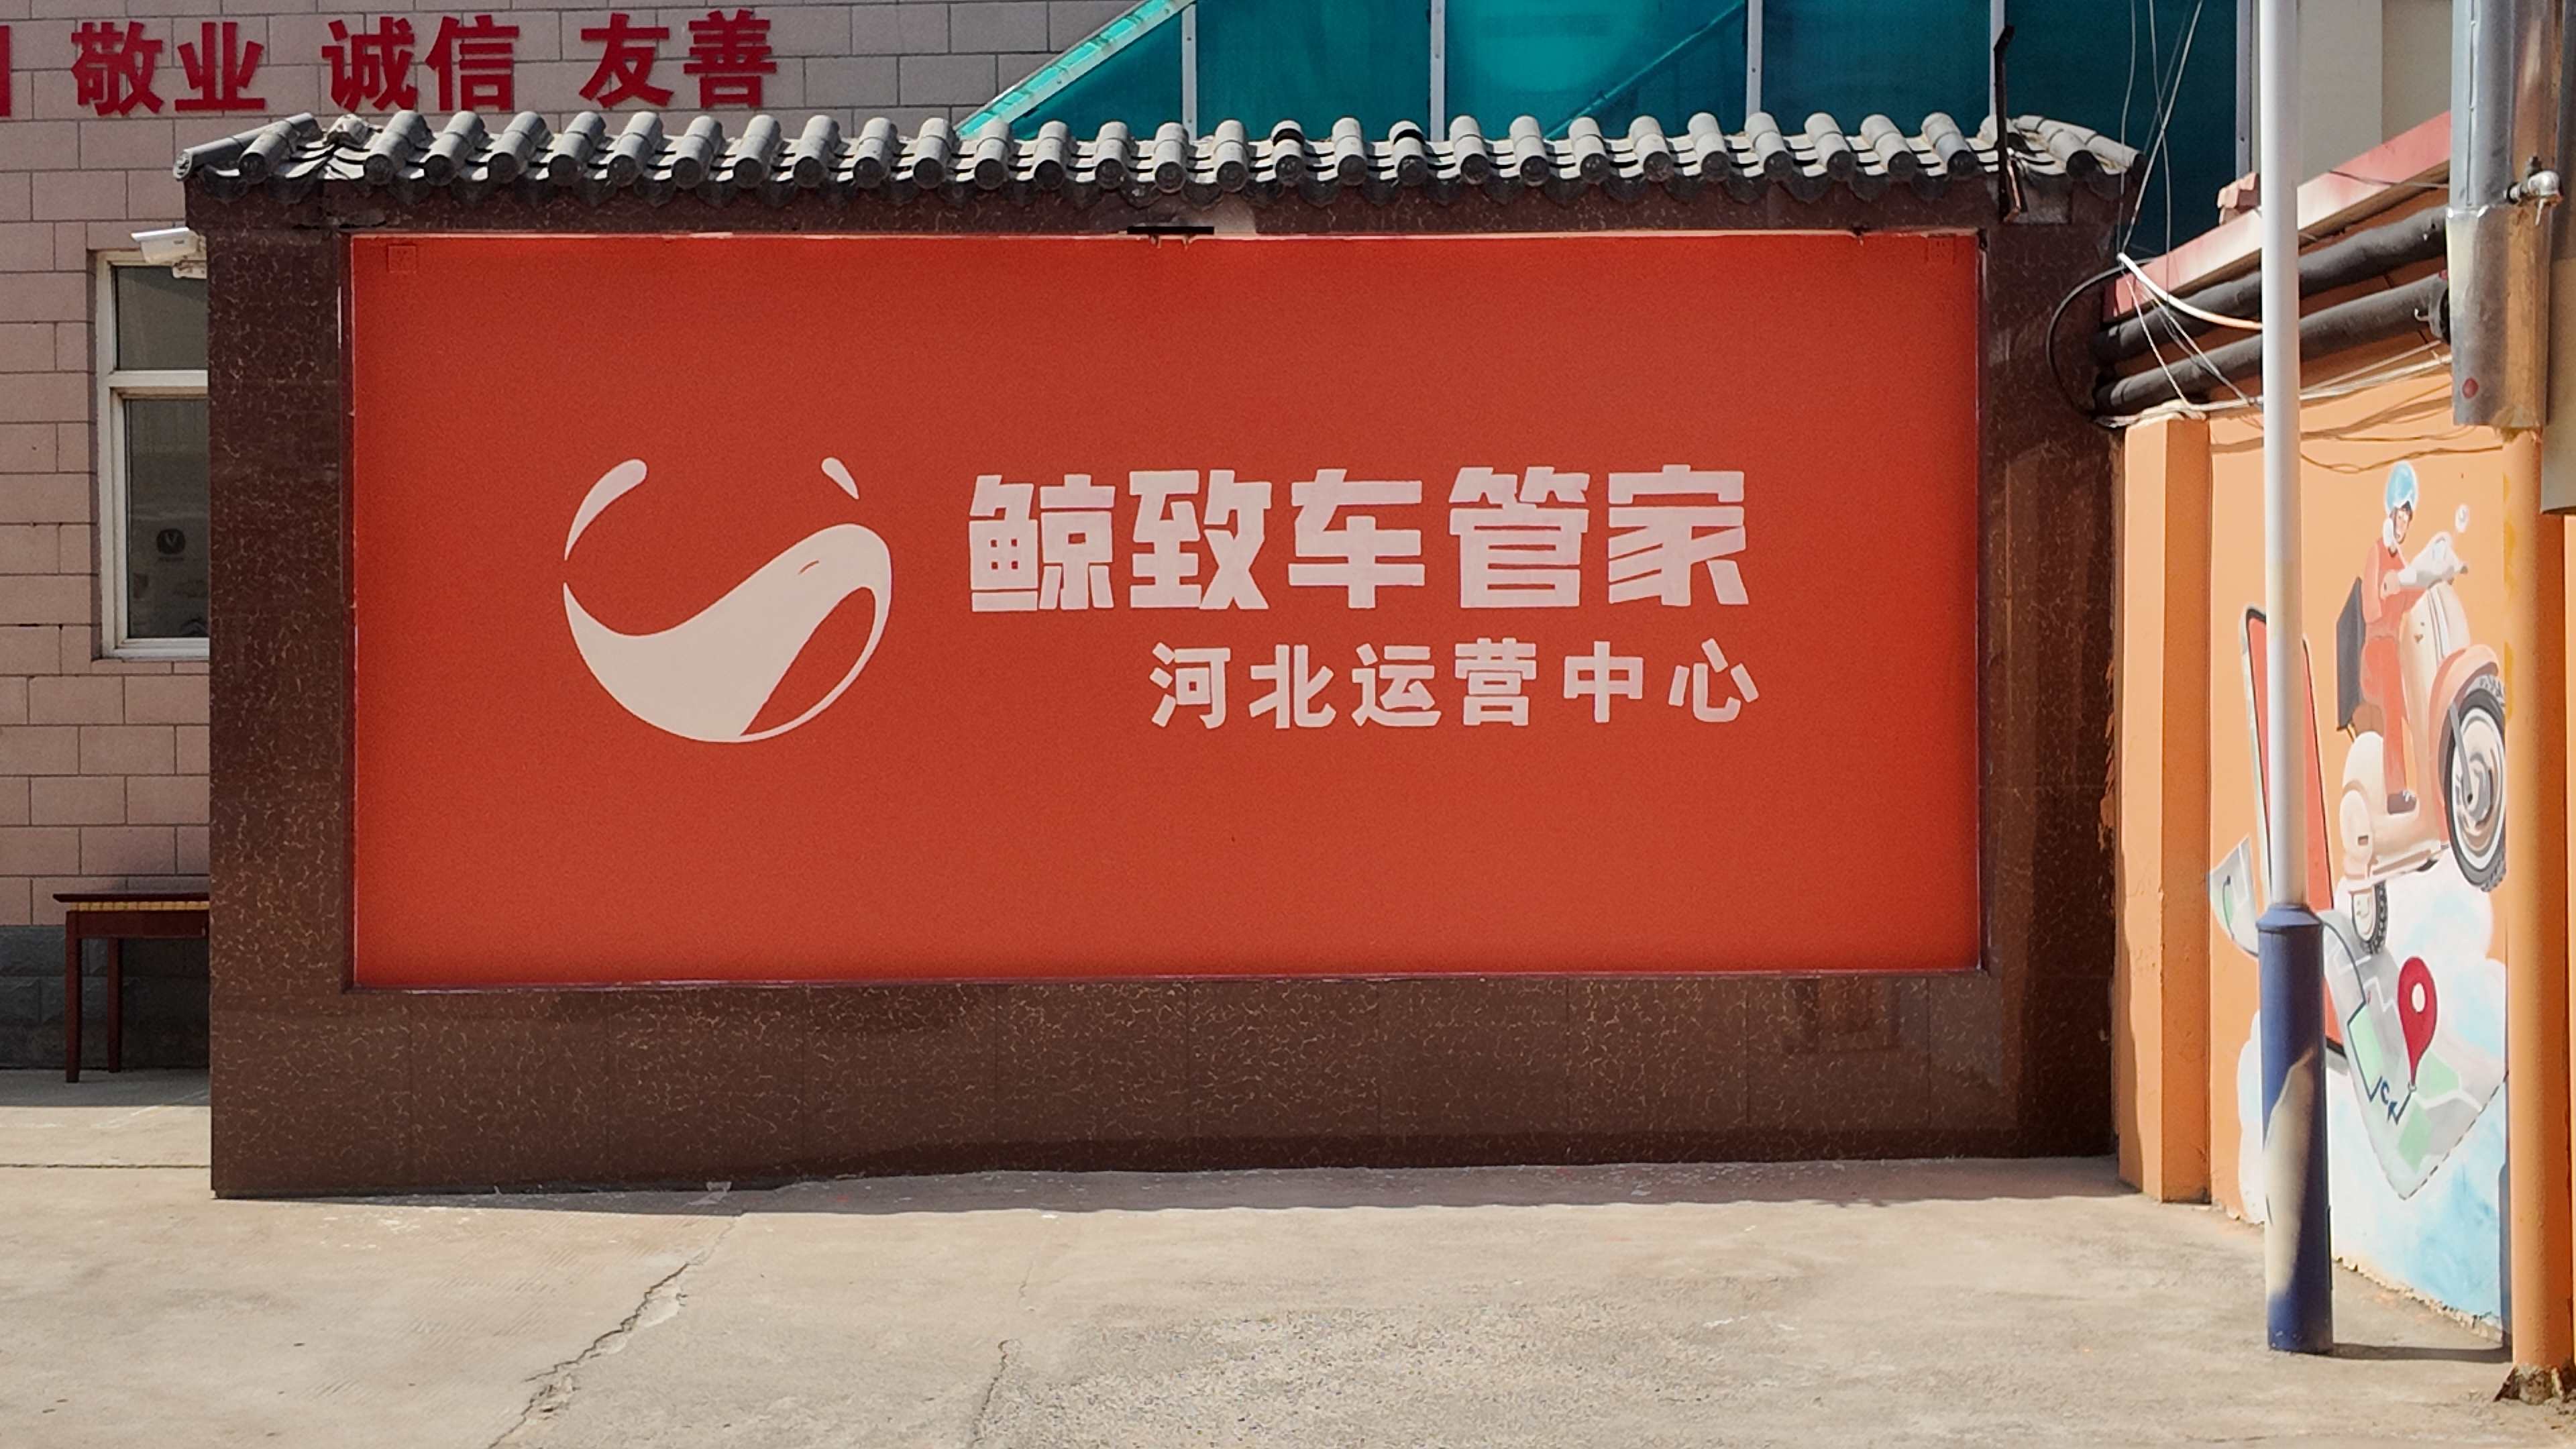 敬业 诚信 友善
鲸致车管家
河北运营中心